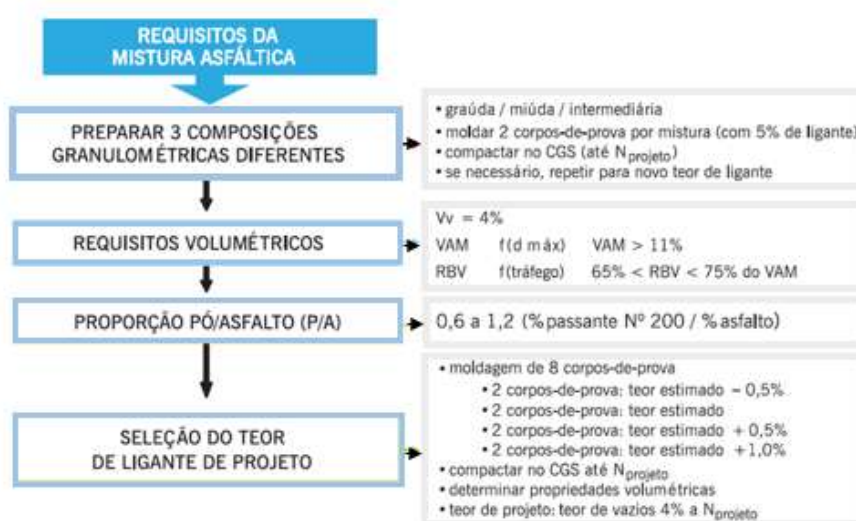 REQUISITOS DA
MISTURA ASFÁLTICA
PREPARAR 3 COMPOSIÇÕES
GRANULOMÉTRICAS DIFERENTES
• graúda / miúda / intermediária
• moldar 2 corpos-de-prova por mistura (com 5% de ligante)
• compactar no CGS (até Nprojeto)
• se necessário, repetir para novo teor de ligante
REQUISITOS VOLUMÉTRICOS
Vv = 4%
VAM f(d máx) VAM > 11%
RBV f(tráfego) 65% < RBV < 75% do VAM
PROPORÇÃO PÓ/ASFALTO (P/A)
0,6 a 1,2 (%passante Nº 200 / % asfalto)
SELEÇÃO DO TEOR
DE LIGANTE DE PROJETO
• moldagem de 8 corpos-de-prova
• 2 corpos-de-prova: teor estimado – 0,5%
• 2 corpos-de-prova: teor estimado
• 2 corpos-de-prova: teor estimado + 0,5%
• 2 corpos-de-prova: teor estimado +1,0%
• compactar no CGS até Nprojeto
• determinar propriedades volumétricas
• teor de projeto: teor de vazios 4% a Nprojeto